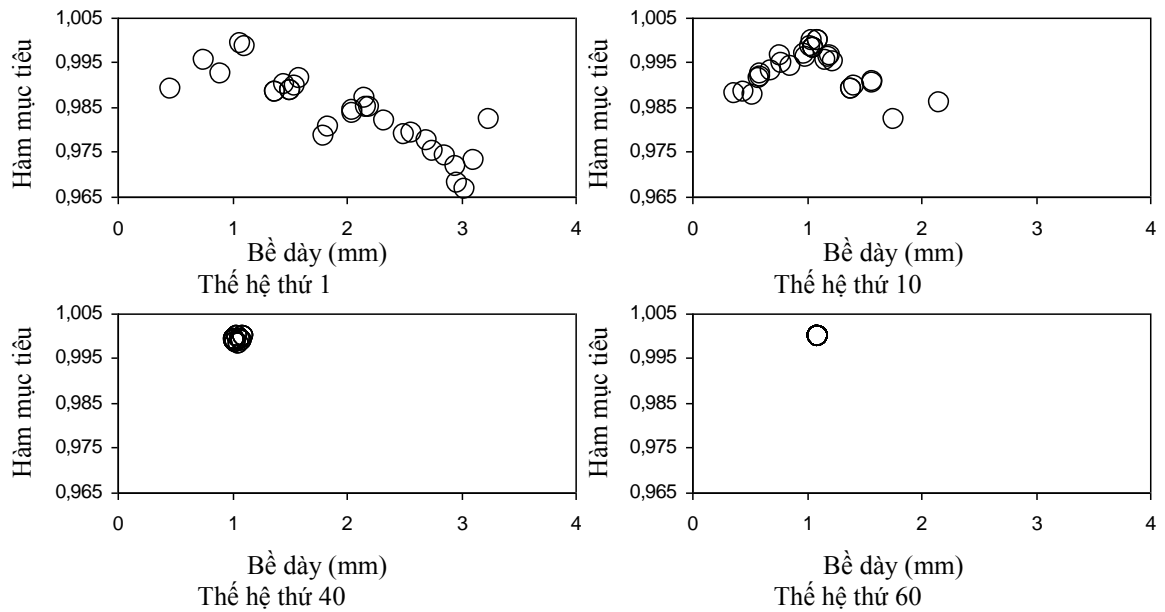 Hàm mục tiêu
1,005
0,995
0,985
0,975
0,965
0 1 2 3 4
Bề dày (mm)
Thế hệ thứ 1
Hàm mục tiêu
1,005
0,995
0,985
0,975
0,965
0 1 2 3 4
Bề dày (mm)
Thế hệ thứ 10
Hàm mục tiêu
1,005
0,995
0,985
0,975
0,965
0 1 2 3 4
Bề dày (mm)
Thế hệ thứ 40
Hàm mục tiêu
1,005
0,995
0,985
0,975
0,965
0 1 2 3 4
Bề dày (mm)
Thế hệ thứ 60